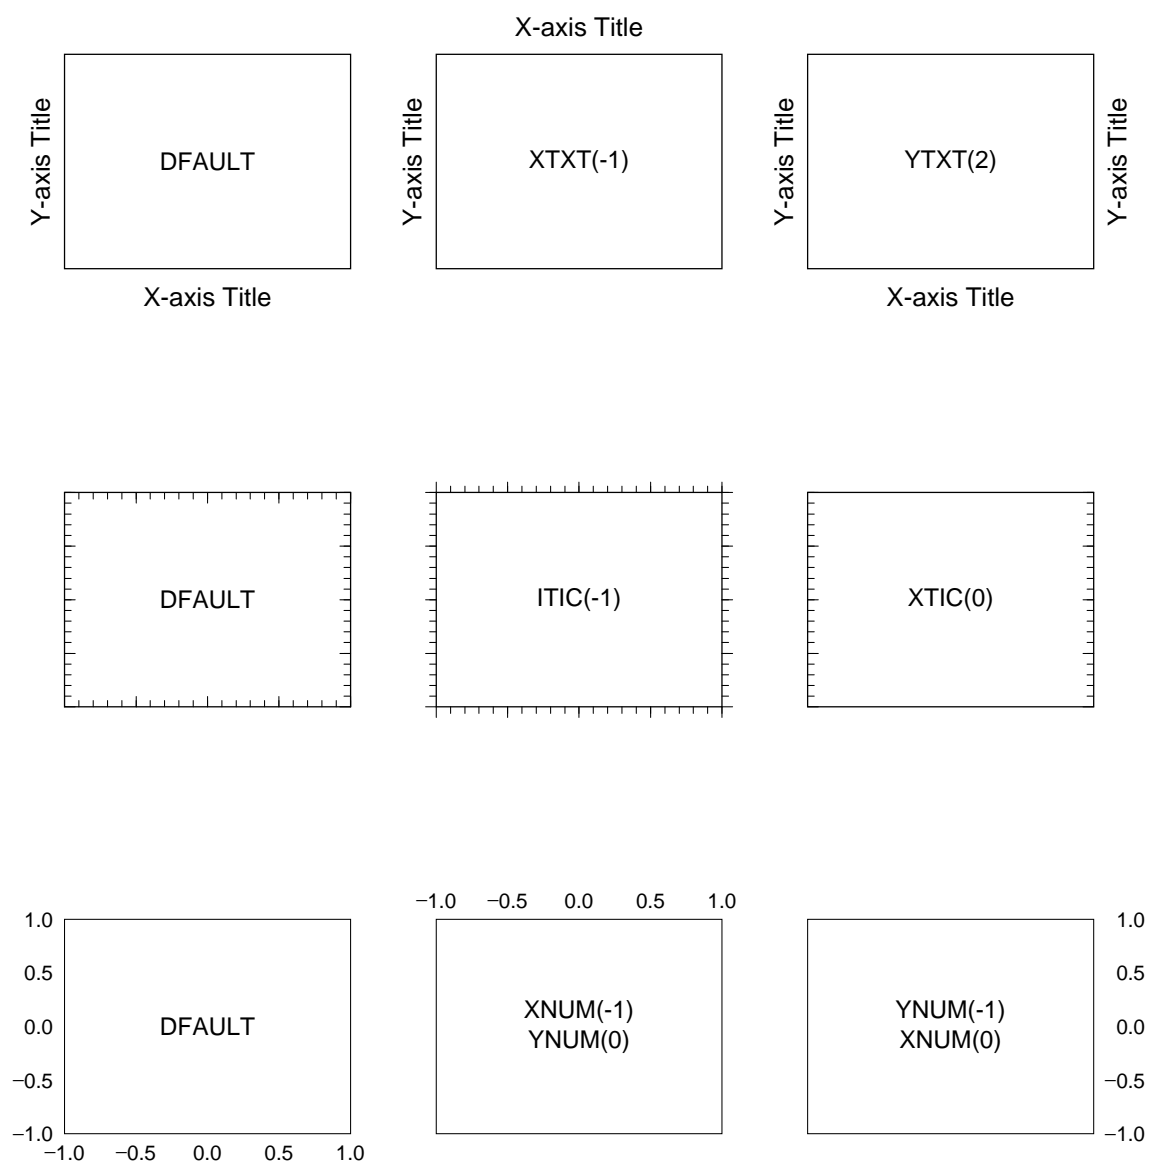 X-axis Title
Y-axis Title
DFAULT
X-axis Title
Y-axis Title
XTXT(-1)
Y-axis Title
YTXT(2)
Y-axis Title
X-axis Title
DFAULT
ITIC(-1)
XTIC(0)
1.0
0.5
0.0
−0.5
−1.0
DFAULT
−1.0 −0.5 0.0 0.5 1.0
−1.0 −0.5 0.0 0.5 1.0
XNUM(-1)
YNUM(0)
YNUM(-1)
XNUM(0)
1.0
0.5
0.0
−0.5
−1.0